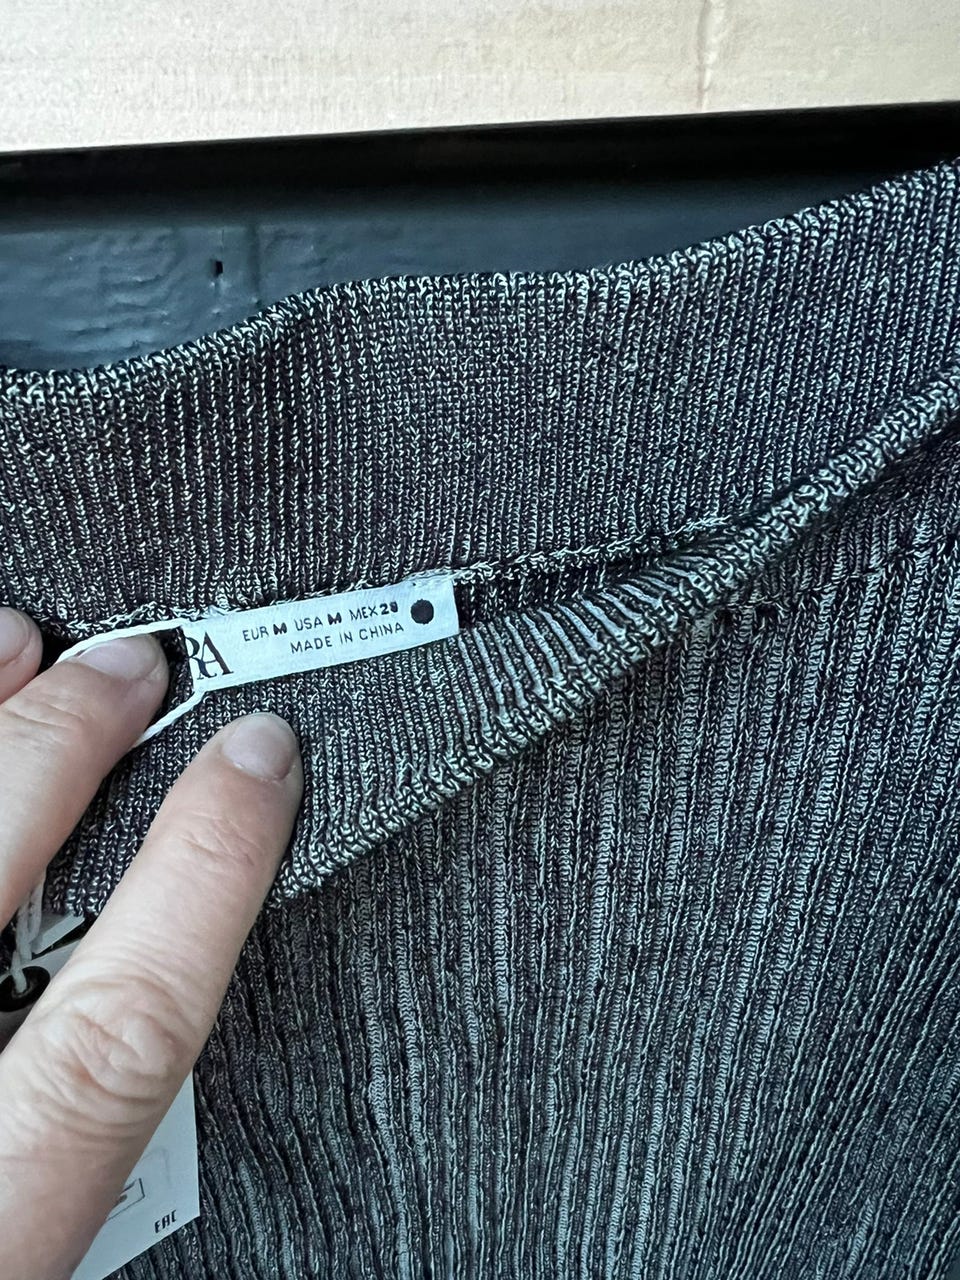 RA
EUR M USA M MEX 28
MADE IN CHINA
EAC